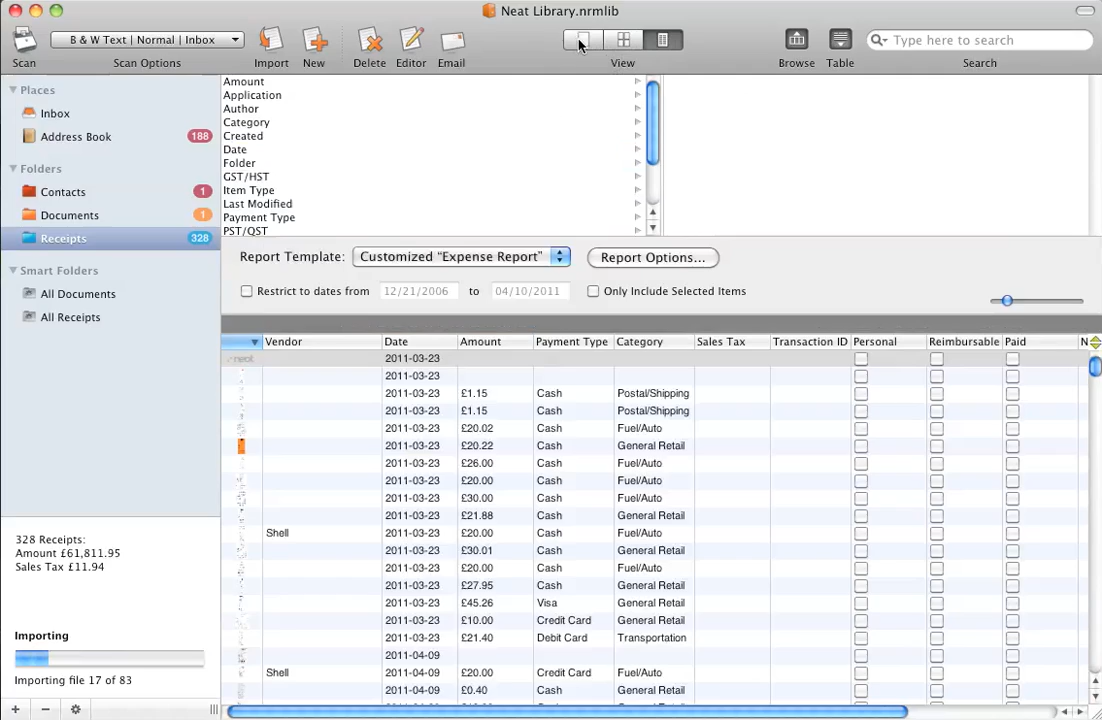 Neat Library.nrmlib
B & W Text | Normal | Inbox
Type here to search
Scan
Scan Options
Import
New
Delete
Editor
Email
View
Browse
Table
Search
Places
Inbox
Address Book 188
Folders
Contacts 1
Documents 1
Receipts 328
Smart Folders
All Documents
All Receipts
328 Receipts:
Amount £61,811.95
Sales Tax £11.94
Importing
Importing file 17 of 83
Amount
Application
Author
Category
Created
Date
Folder
GST/HST
Item Type
Last Modified
Payment Type
PST/QST
Report Template: Customized “Expense Report” Report Options...
Restrict to dates from 12/21/2006 to 04/10/2011 Only Include Selected Items
Vendor Date Amount Payment Type Category Sales Tax Transaction ID Personal Reimbursable Paid N
neat 2011-03-23
2011-03-23
2011-03-23 £1.15 Cash Postal/Shipping
2011-03-23 £1.15 Cash Postal/Shipping
2011-03-23 £20.02 Cash Fuel/Auto
2011-03-23 £20.22 Cash General Retail
2011-03-23 £26.00 Cash Fuel/Auto
2011-03-23 £20.00 Cash Fuel/Auto
2011-03-23 £30.00 Cash Fuel/Auto
2011-03-23 £21.88 Cash General Retail
Shell 2011-03-23 £20.00 Cash Fuel/Auto
2011-03-23 £30.01 Cash General Retail
2011-03-23 £20.00 Cash Fuel/Auto
2011-03-23 £27.95 Cash General Retail
2011-03-23 £45.26 Visa General Retail
2011-03-23 £10.00 Credit Card General Retail
2011-03-23 £21.40 Debit Card Transportation
2011-04-09
Shell 2011-04-09 £20.00 Credit Card Fuel/Auto
2011-04-09 £0.40 Cash General Retail